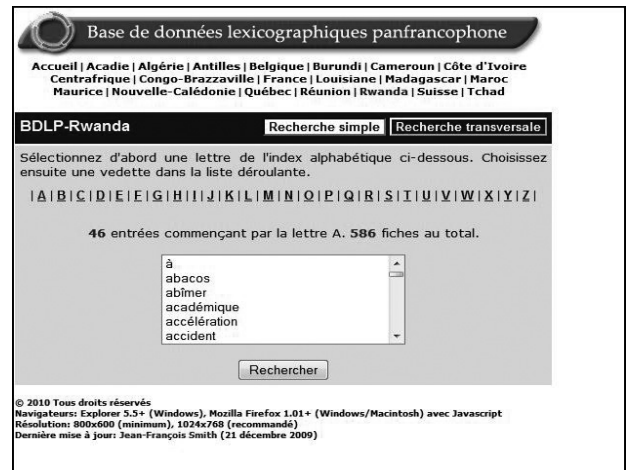 Base de données lexicographiques panfrancophone
Accueil | Acadie | Algérie | Antilles | Belgique | Burundi | Cameroun | Côte d'Ivoire
Centrafrique | Congo-Brazzaville | France | Louisiane | Madagascar | Maroc
Maurice | Nouvelle-Calédonie | Québec | Réunion | Rwanda | Suisse | Tchad
BDLP-Rwanda Recherche simple Recherche transversale
Sélectionnez d'abord une lettre de l'index alphabétique ci-dessous. Choisissez
ensuite une vedette dans la liste déroulante.
| A | B | C | D | E | F | G | H | I | J | K | L | M | N | O | P | Q | R | S | T | U | V | W | X | Y | Z |
46 entrées commençant par la lettre A. 586 fiches au total.
à
abacos
abîmer
académique
accélération
accident
Rechercher
© 2010 Tous droits réservés
Navigateurs: Explorer 5.5+ (Windows), Mozilla Firefox 1.01+ (Windows/Macintosh) avec Javascript
Résolution: 800x600 (minimum), 1024x768 (recommandé)
Dernière mise à jour: Jean-François Smith (21 décembre 2009)